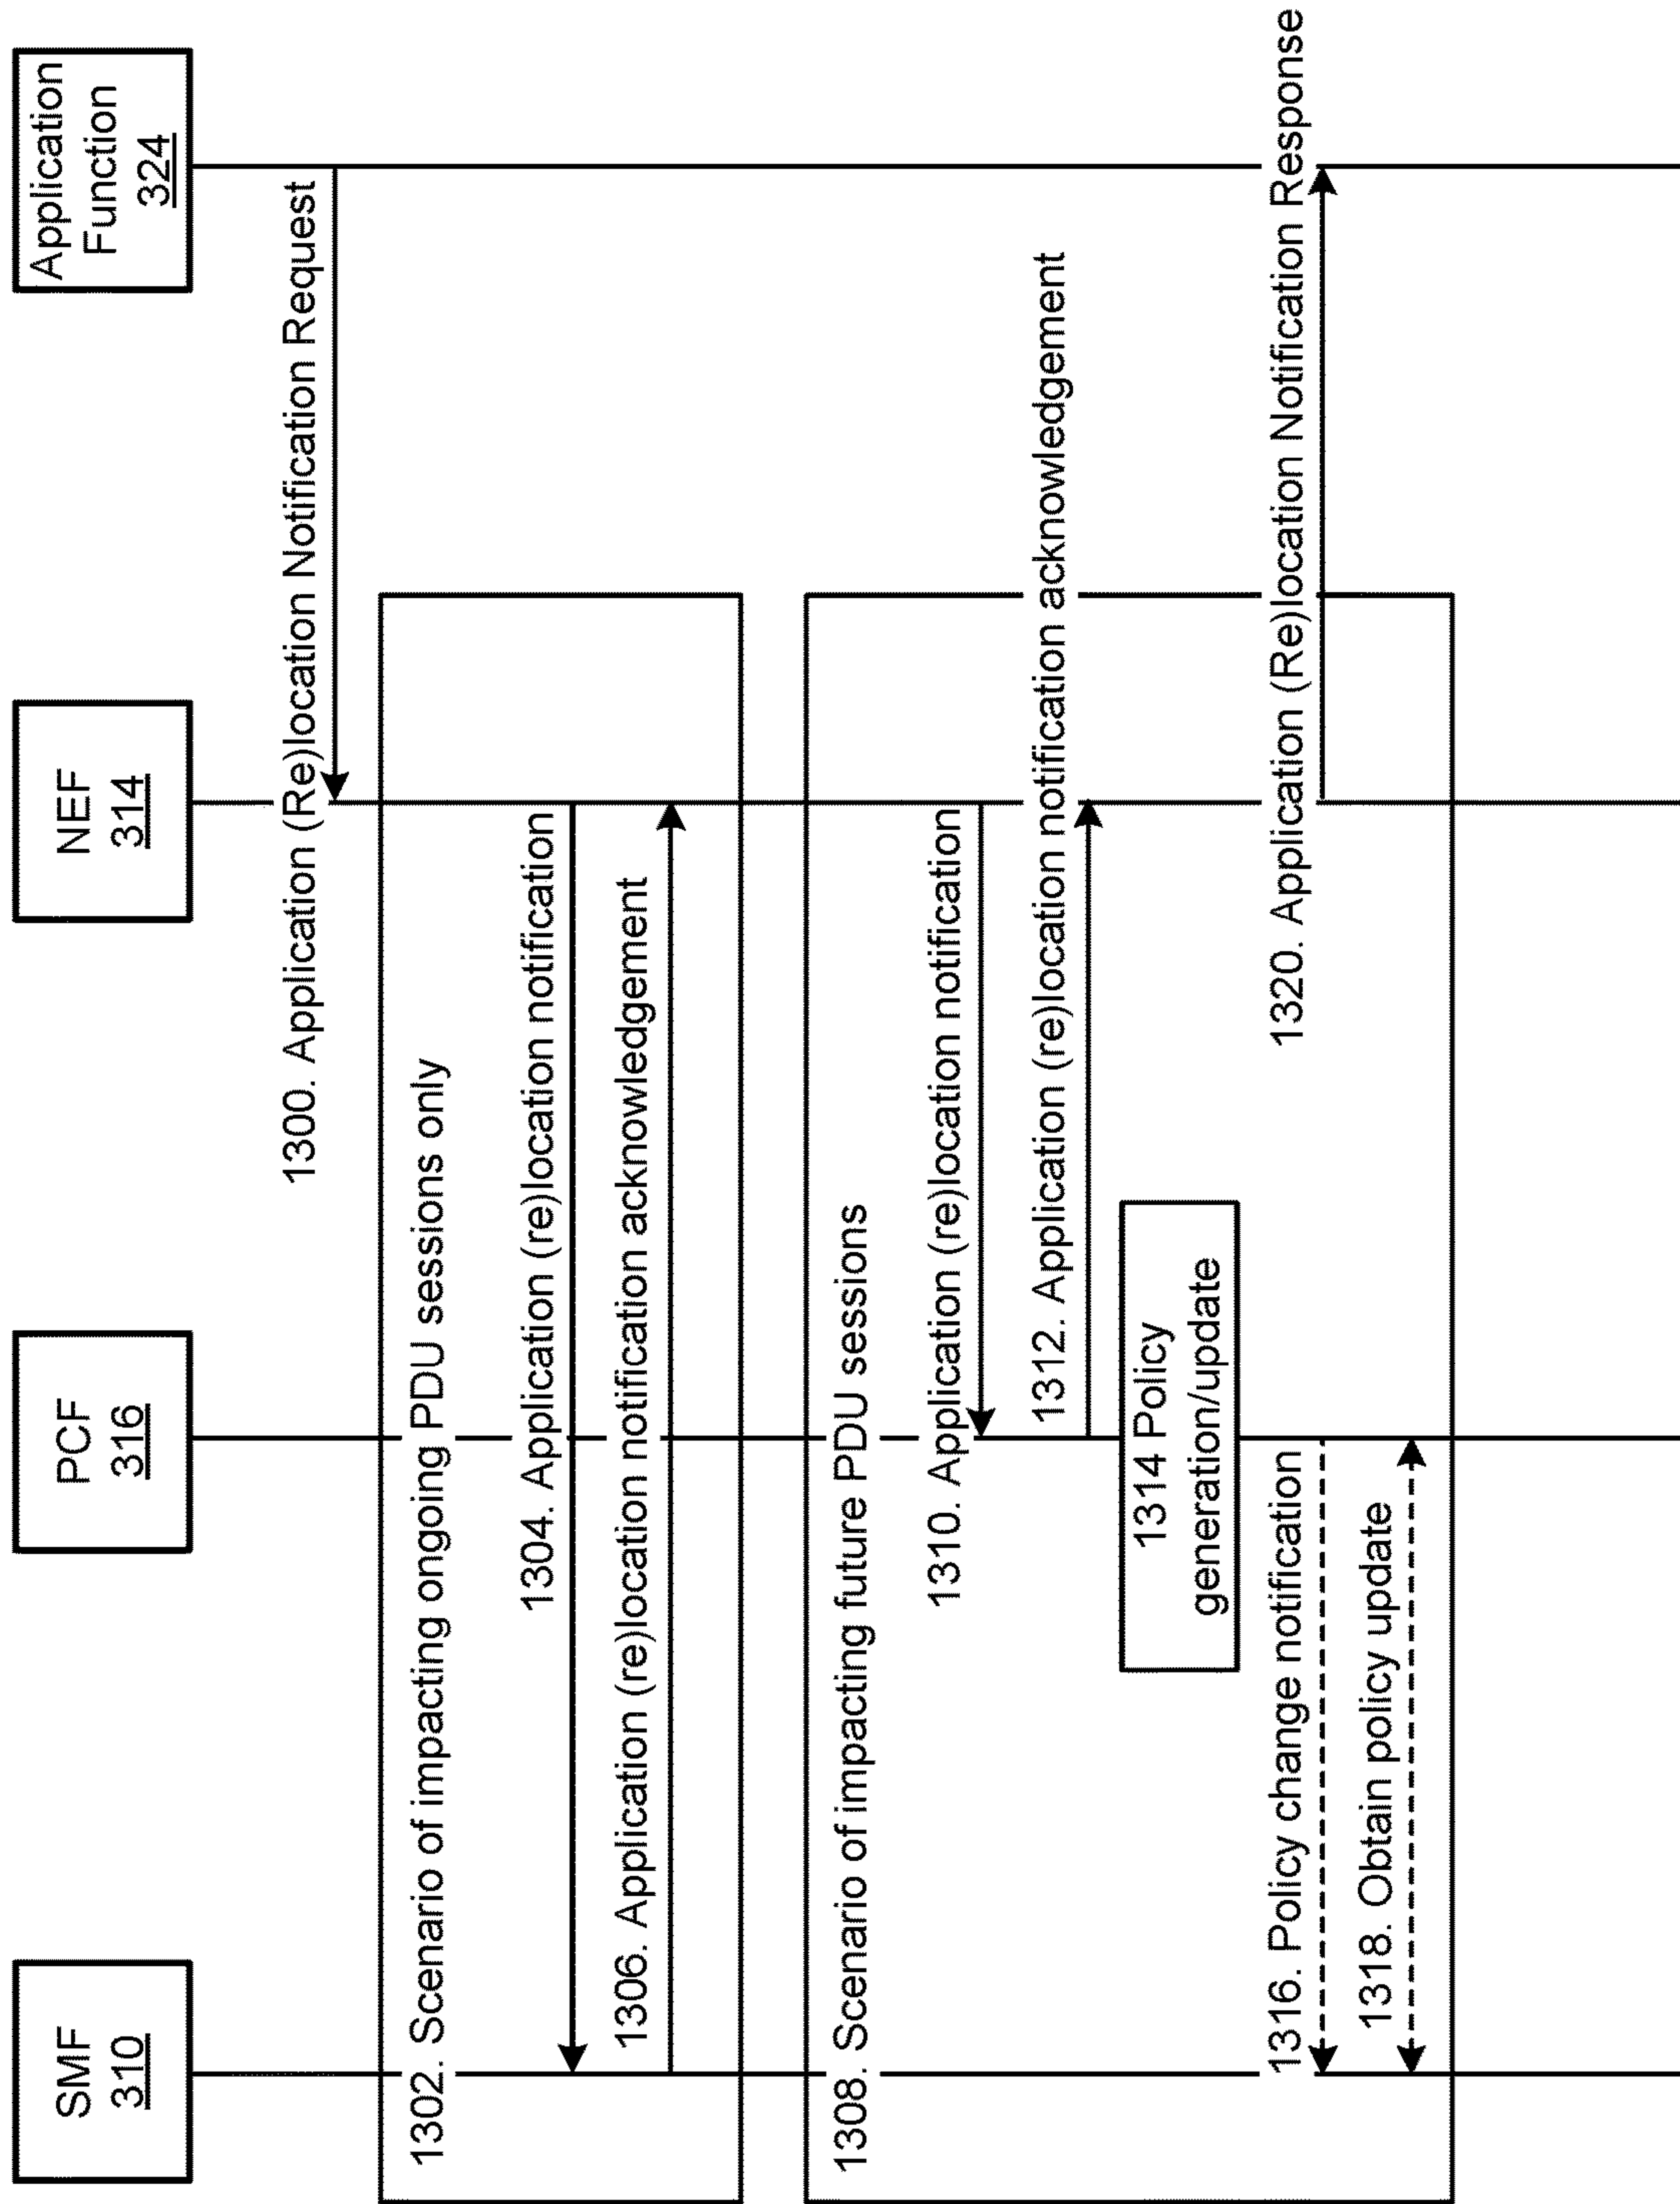 SMF
310
PCF
316
NEF
314
Application
Function
324
1300. Application (Re)location Notification Request
1302. Scenario of impacting ongoing PDU sessions only
1304. Application (re)location notification
1306. Application (re)location notification acknowledgement
1308. Scenario of impacting future PDU sessions
1310. Application (re)location notification
1312. Application (re)location notification acknowledgement
1314 Policy
generation/update
1316. Policy change notification
1320. Application (Re)location Notification Response
1318. Obtain policy update